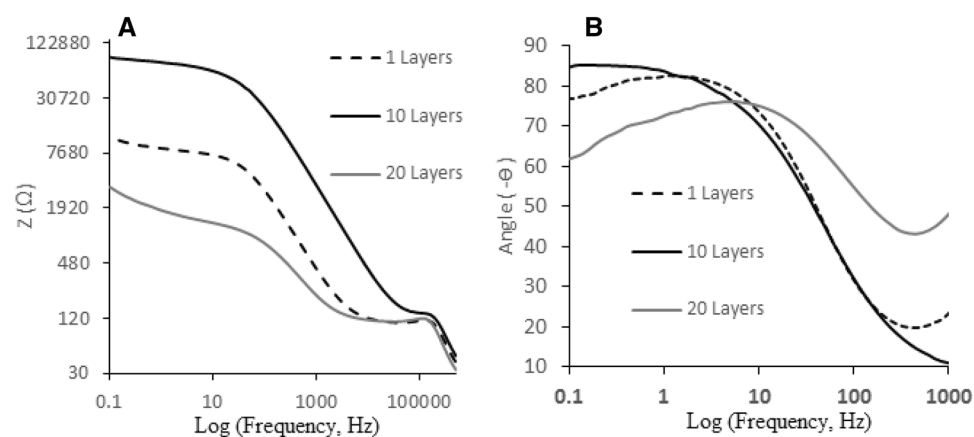 A
122880
30720
7680
1920
480
120
30
Z (Ω)
1 Layers
10 Layers
20 Layers
0.1
10
1000
100000
Log (Frequency, Hz)
B
90
80
70
60
50
40
30
20
10
Angle ( -Ө)
1 Layers
10 Layers
20 Layers
0.1
1
10
100
1000
Log (Frequency, Hz)